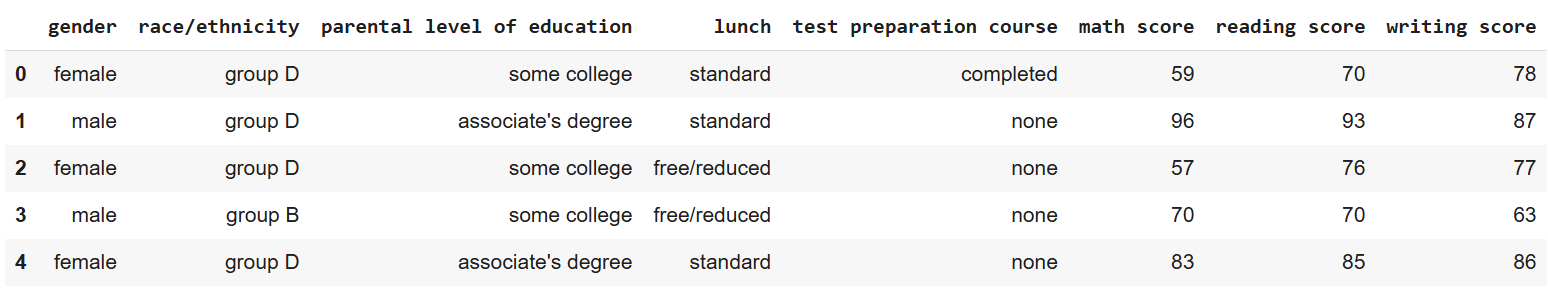 gender race/ethnicity parental level of education lunch test preparation course math score reading score writing score
0 female group D some college standard completed 59 70 78
1 male group D associate's degree standard none 96 93 87
2 female group D some college free/reduced none 57 76 77
3 male group B some college free/reduced none 70 70 63
4 female group D associate's degree standard none 83 85 86